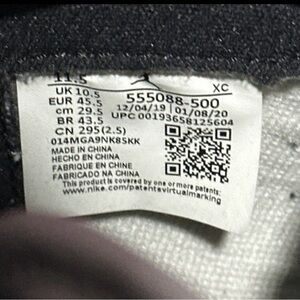 11.5
XC
UK 10.5
EUR 45.5
555088-500
cm 29.5
12/04/19 01/08/20
BR 43.5
UPC 00193658125604
CN 295(2.5)
014MGA9NK8SKK
MADE IN CHINA
HECHO EN CHINA
FABRIQUE EN CHINE
FABRICADO NA CHINA
This product is covered by one or more patents:
www.nike.com/patentsvirtualmarking